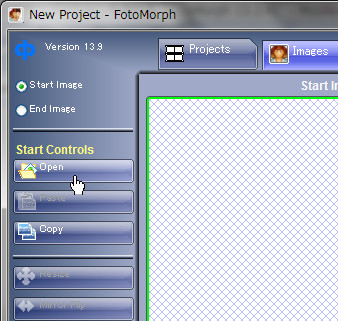 New Project - FotoMorph
Version 13.9
Projects
Images
Start Image
Start I
End Image
Start Controls
Open
Paste
Copy
Resize
Mirror Flip